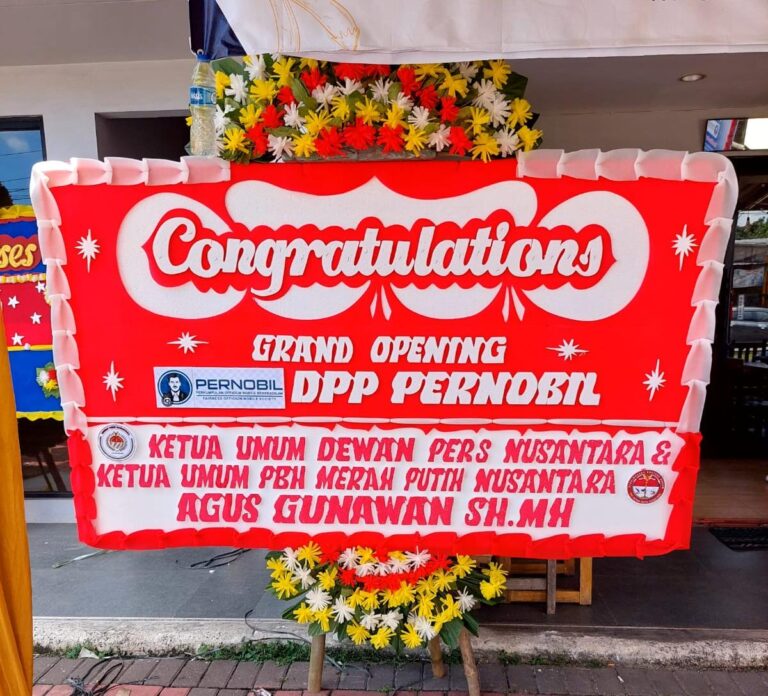 Congratulations
ses
GRAND OPENING
PERNOBIL
DPP PERNOBIL
KETUA UMUM DEWAN PERS NUSANTARA &
KETUA UMUM PBH MERAH PUTIH NUSANTARA
AGUS GUNAWAN SH.MH